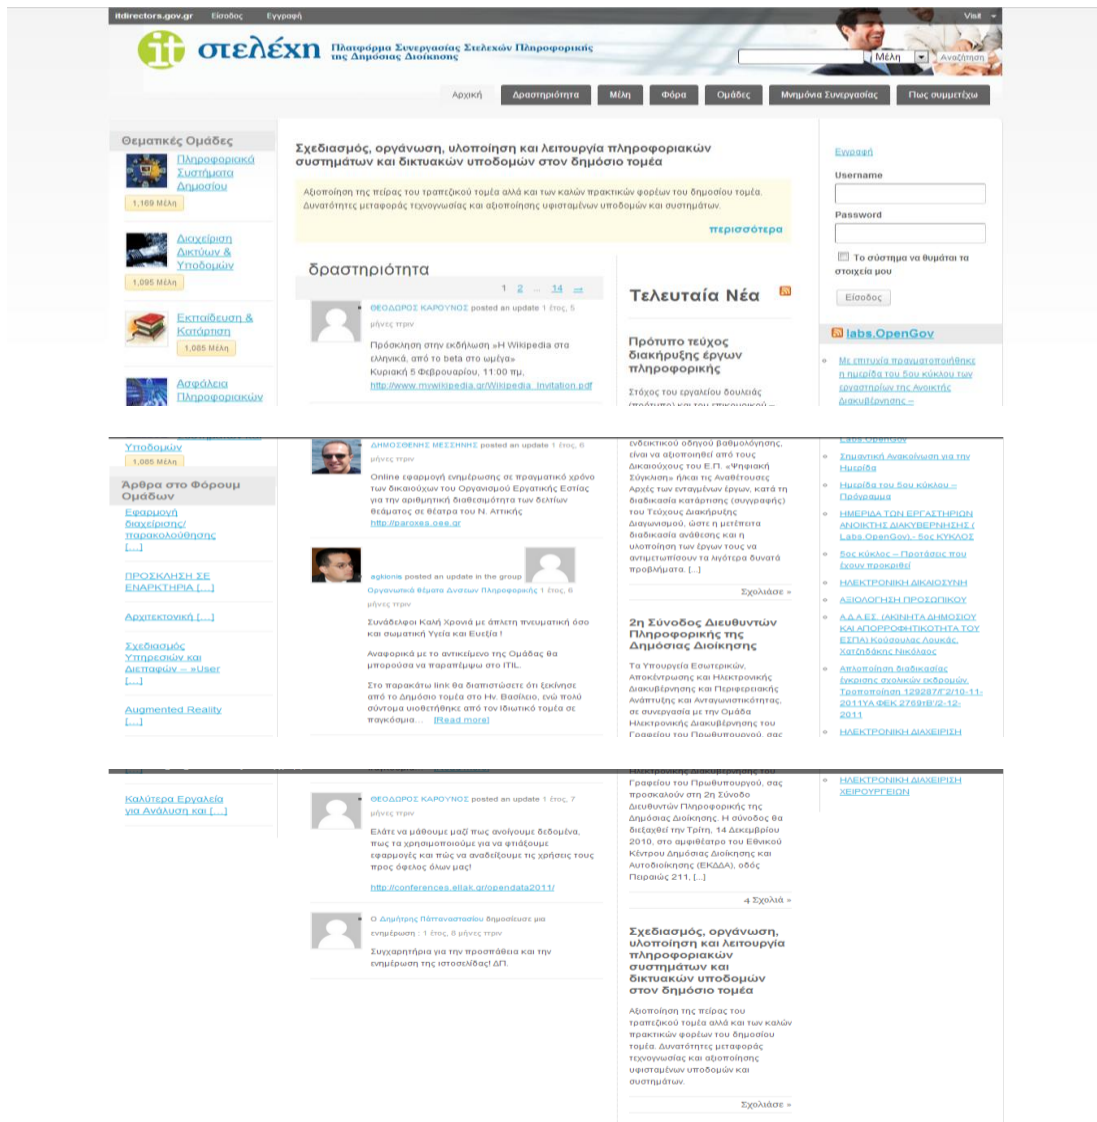 itdirectors.gov.gr Είσοδος Εγγραφή
Visit
it στελέχη Πλατφόρμα Συνεργασίας Στελεχών Πληροφορικής
της Δημόσιας Διοίκησης
Μέλη Αναζήτηση
Αρχική Δραστηριότητα Μέλη Φόρα Ομάδες Μνημόνια Συνεργασίας Πως συμμετέχω
Θεματικές Ομάδες
Πληροφοριακά
Συστήματα
Δημοσίου
1,169 Μέλη
Διαχείριση
Δικτύων &
Υποδομών
1,095 Μέλη
Εκπαίδευση &
Κατάρτιση
1,085 Μέλη
Ασφάλεια
Πληροφοριακών
Σχεδιασμός, οργάνωση, υλοποίηση και λειτουργία πληροφοριακών
συστημάτων και δικτυακών υποδομών στον δημόσιο τομέα
Αξιοποίηση της πείρας του τραπεζικού τομέα αλλά και των καλών πρακτικών φορέων του δημοσίου τομέα.
Δυνατότητες μεταφοράς τεχνογνωσίας και αξιοποίησης υφισταμένων υποδομών και συστημάτων.
περισσότερα
δραστηριότητα
1 2 ... 14 →
ΘΕΟΔΩΡΟΣ ΚΑΡΟΥΝΟΣ posted an update 1 έτος, 5
μήνες πριν
Πρόσκληση στην εκδήλωση »Η Wikipedia στα
ελληνικά, από το beta στο ωμέγα»
Κυριακή 5 Φεβρουαρίου, 11:00 πμ,
http://www.mywikipedia.gr/Wikipedia_Invitation.pdf
Τελευταία Νέα
Πρότυπο τεύχος
διακήρυξης έργων
πληροφορικής
Στόχος του εργαλείου δουλειάς
(πρότυπο) και του επικουρικού –
Εγγραφή
Username
Password
Το σύστημα να θυμάται τα
στοιχεία μου
Είσοδος
labs.OpenGov
Με επιτυχία πραγματοποιήθηκε
η ημερίδα του 5ου κύκλου των
εργαστηρίων της Ανοικτής
Διακυβέρνησης –
Υποδομών
1,085 Μέλη
Άρθρα στο Φόρουμ
Ομάδων
Εφαρμογή
διαχείρισης/
παρακολούθησης
[....]
ΠΡΟΣΚΛΗΣΗ ΣΕ
ΕΝΑΡΚΤΗΡΙΑ [....]
Αρχιτεκτονική [....]
Σχεδιασμός
Υπηρεσιών και
Διεπαφών – »User
[....]
Augmented Reality
[....]
ΔΗΜΟΣΘΕΝΗΣ ΜΕΣΣΗΝΗΣ posted an update 1 έτος, 6
μήνες πριν
Online εφαρμογή ενημέρωσης σε πραγματικό χρόνο
των δικαιούχων του Οργανισμού Εργατικής Εστίας
για την αριθμητική διαθεσιμότητα των δελτίων
θεάματος σε θέατρα του Ν. Αττικής
http://paroxea.oee.gr
agkionis posted an update in the group
Οργανωτικά θέματα Δνσεων Πληροφορικής 1 έτος, 6
μήνες πριν
Συνάδελφοι Καλή Χρονιά με άπλετη πνευματική όσο
και σωματική Υγεία και Ευεξία !
Αναφορικά με το αντικείμενο της Ομάδας θα
μπορούσα να παραπέμψω στο ITIL.
Στο παρακάτω link θα διαπιστώσετε ότι ξεκίνησε
από το Δημόσιο τομέα στο Ην. Βασίλειο, ενώ πολύ
σύντομα υιοθετήθηκε από τον Ιδιωτικό τομέα σε
παγκόσμια... [Read more]
ενδεικτικού οδηγού βαθμολόγησης,
είναι να αξιοποιηθεί από τους
Δικαιούχους του Ε.Π. «Ψηφιακή
Σύγκλιση» ή/και τις Αναθέτουσες
Αρχές των ενταγμένων έργων, κατά τη
διαδικασία κατάρτισης (συγγραφής)
του Τεύχους Διακήρυξης
Διαγωνισμού, ώστε η μετέπειτα
διαδικασία ανάθεσης και η
υλοποίηση των έργων τους να
αντιμετωπίσουν τα λιγότερα δυνατά
προβλήματα. [...]
Σχολιάσε »
2η Σύνοδος Διευθυντών
Πληροφορικής της
Δημόσιας Διοίκησης
Τα Υπουργεία Εσωτερικών,
Αποκέντρωσης και Ηλεκτρονικής
Διακυβέρνησης και Περιφερειακής
Ανάπτυξης και Ανταγωνιστικότητας,
σε συνεργασία με την Ομάδα
Ηλεκτρονικής Διακυβέρνησης του
Γραφείου του Πρωθυπουργού, σας
Labs.OpenGov
Σημαντική Ανακοίνωση για την
Ημερίδα
Ημερίδα του 5ου κύκλου –
Πρόγραμμα
ΗΜΕΡΙΔΑ ΤΩΝ ΕΡΓΑΣΤΗΡΙΩΝ
ΑΝΟΙΚΤΗΣ ΔΙΑΚΥΒΕΡΝΗΣΗΣ (
Labs.OpenGov).- 5ος ΚΥΚΛΟΣ
5ος κύκλος – Προτάσεις που
έχουν προκριθεί
ΗΛΕΚΤΡΟΝΙΚΗ ΔΙΚΑΙΟΣΥΝΗ
ΑΞΙΟΛΟΓΗΣΗ ΠΡΟΣΩΠΙΚΟΥ
Α.Δ.Α.ΕΣ. (ΑΚΙΝΗΤΑ ΔΗΜΟΣΙΟΥ
ΚΑΙ ΑΠΟΡΡΟΦΗΤΙΚΟΤΗΤΑ ΤΟΥ
ΕΣΠΑ) Κούσουλας Λουκάς,
Χατζηδάκης Νικόλαος
Απλοποίηση διαδικασίας
έγκρισης σχολικών εκδρομών.
Τροποποίηση 129287/Γ2/10-11-
2011ΥΑ ΦΕΚ 2769τΒ'/2-12-
2011
ΗΛΕΚΤΡΟΝΙΚΗ ΔΙΑΧΕΙΡΙΣΗ
Καλύτερα Εργαλεία
για Ανάλυση και [....]
ΘΕΟΔΩΡΟΣ ΚΑΡΟΥΝΟΣ posted an update 1 έτος, 7
μήνες πριν
Ελάτε να μάθουμε μαζί πως ανοίγουμε δεδομένα,
πως τα χρησιμοποιούμε για να φτιάξουμε
εφαρμογές και πώς να αναδείξουμε τις χρήσεις τους
προς όφελος όλων μας!
http://conferences.ellak.gr/opendata2011/
Ο Δημήτρης Πάτταναστασίου δημοσίευσε μια
ενημέρωση : 1 έτος, 8 μήνες πριν
Συγχαρητήρια για την προσπάθεια και την
ενημέρωση της ιστοσελίδας! ΔΠ.
Ηλεκτρονικής Διακυβέρνησης του
Γραφείου του Πρωθυπουργού, σας
προσκαλούν στη 2η Σύνοδο
Διευθυντών Πληροφορικής της
Δημόσιας Διοίκησης. Η σύνοδος θα
διεξαχθεί την Τρίτη, 14 Δεκεμβρίου
2010, στο αμφιθέατρο του Εθνικού
Κέντρου Δημόσιας Διοίκησης και
Αυτοδιοίκησης (ΕΚΔΔΑ), οδός
Πειραιώς 211, [...]
4 Σχολιά »
Σχεδιασμός, οργάνωση,
υλοποίηση και λειτουργία
πληροφοριακών
συστημάτων και
δικτυακών υποδομών
στον δημόσιο τομέα
Αξιοποίηση της πείρας του
τραπεζικού τομέα αλλά και των καλών
πρακτικών φορέων του δημοσίου
τομέα. Δυνατότητες μεταφοράς
τεχνογνωσίας και αξιοποίησης
υφισταμένων υποδομών και
συστημάτων.
Σχολιάσε »
ΗΛΕΚΤΡΟΝΙΚΗ ΔΙΑΧΕΙΡΙΣΗ
ΧΕΙΡΟΥΡΓΕΙΩΝ